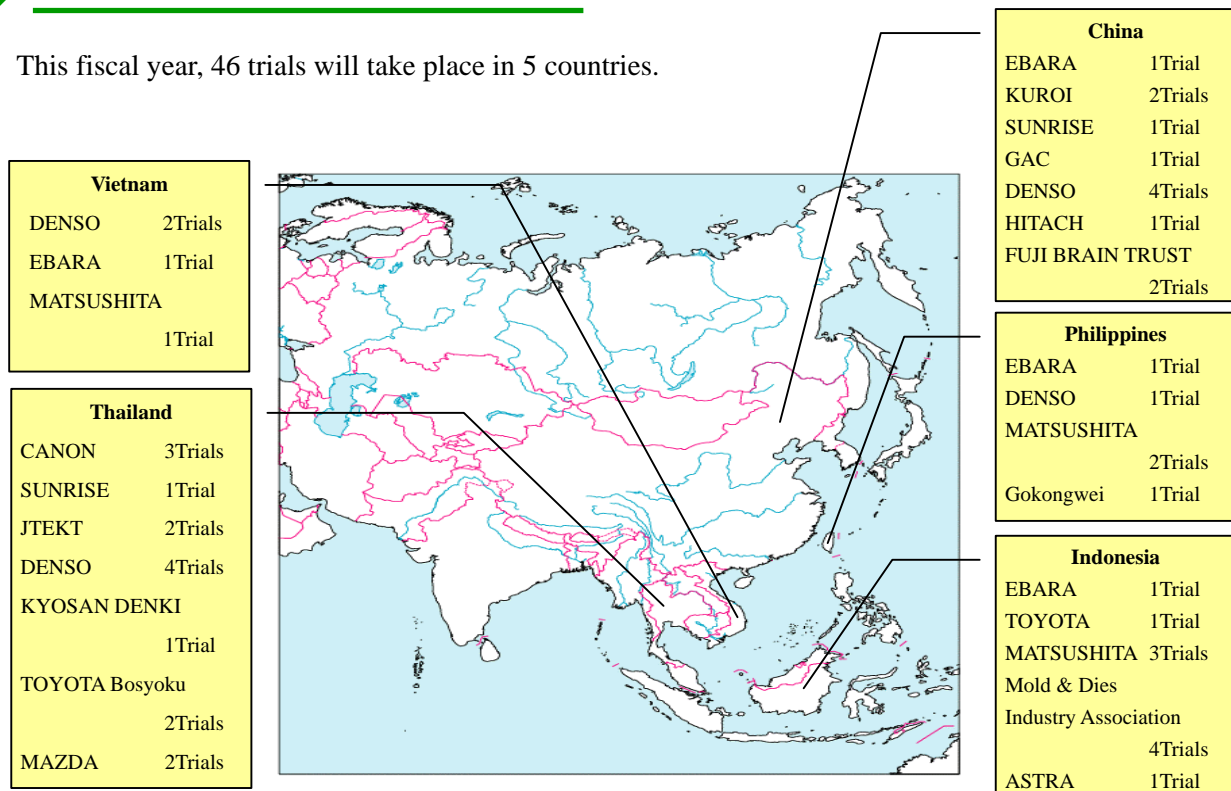 This fiscal year, 46 trials will take place in 5 countries.
Vietnam
DENSO 2Trials
EBARA 1Trial
MATSUSHITA
1Trial
Thailand
CANON 3Trials
SUNRISE 1Trial
JTEKT 2Trials
DENSO 4Trials
KYOSAN DENKI
1Trial
TOYOTA Bosyoku
2Trials
MAZDA 2Trials
China
EBARA 1Trial
KUROI 2Trials
SUNRISE 1Trial
GAC 1Trial
DENSO 4Trials
HITACH 1Trial
FUJI BRAIN TRUST
2Trials
Philippines
EBARA 1Trial
DENSO 1Trial
MATSUSHITA
2Trials
Gokongwei 1Trial
Indonesia
EBARA 1Trial
TOYOTA 1Trial
MATSUSHITA 3Trials
Mold & Dies
Industry Association
4Trials
ASTRA 1Trial